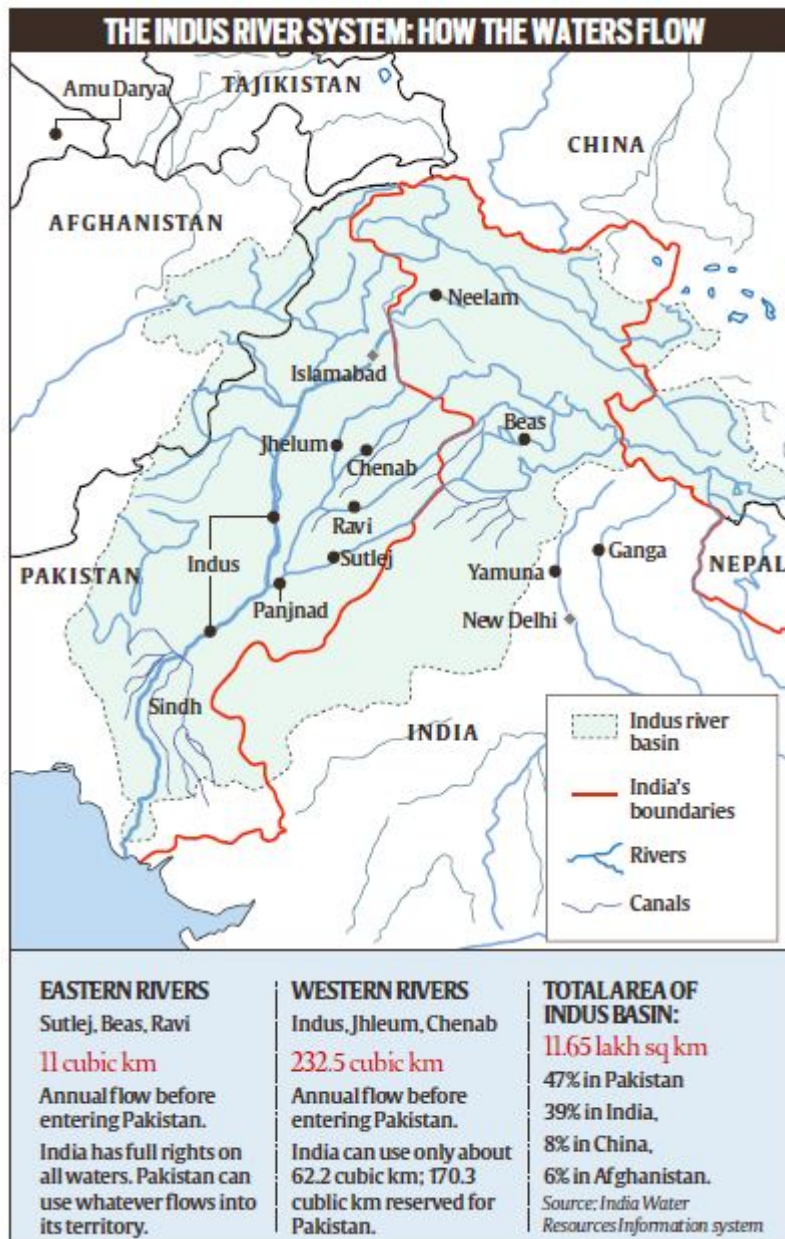 THE INDUS RIVER SYSTEM: HOW THE WATERS FLOW
Amu Darya
TAJIKISTAN
CHINA
AFGHANISTAN
Neelam
Islamabad
Beas
Jhelum
Chenab
Ravi
Indus
Sutlej
Ganga
PAKISTAN
Yamuna
NEPAL
Panjnad
New Delhi
Sindh
INDIA
Indus river
basin
India's
boundaries
Rivers
Canals
EASTERN RIVERS
Sutlej, Beas, Ravi
11 cubic km
Annual flow before
entering Pakistan.
India has full rights on
all waters. Pakistan can
use whatever flows into
its territory.
WESTERN RIVERS
Indus, Jhleum, Chenab
232.5 cubic km
Annual flow before
entering Pakistan.
India can use only about
62.2 cubic km; 170.3
cublic km reserved for
Pakistan.
TOTAL AREA OF
INDUS BASIN:
11.65 lakh sq km
47% in Pakistan
39% in India,
8% in China,
6% in Afghanistan.
Source; India Water
Resources Information system